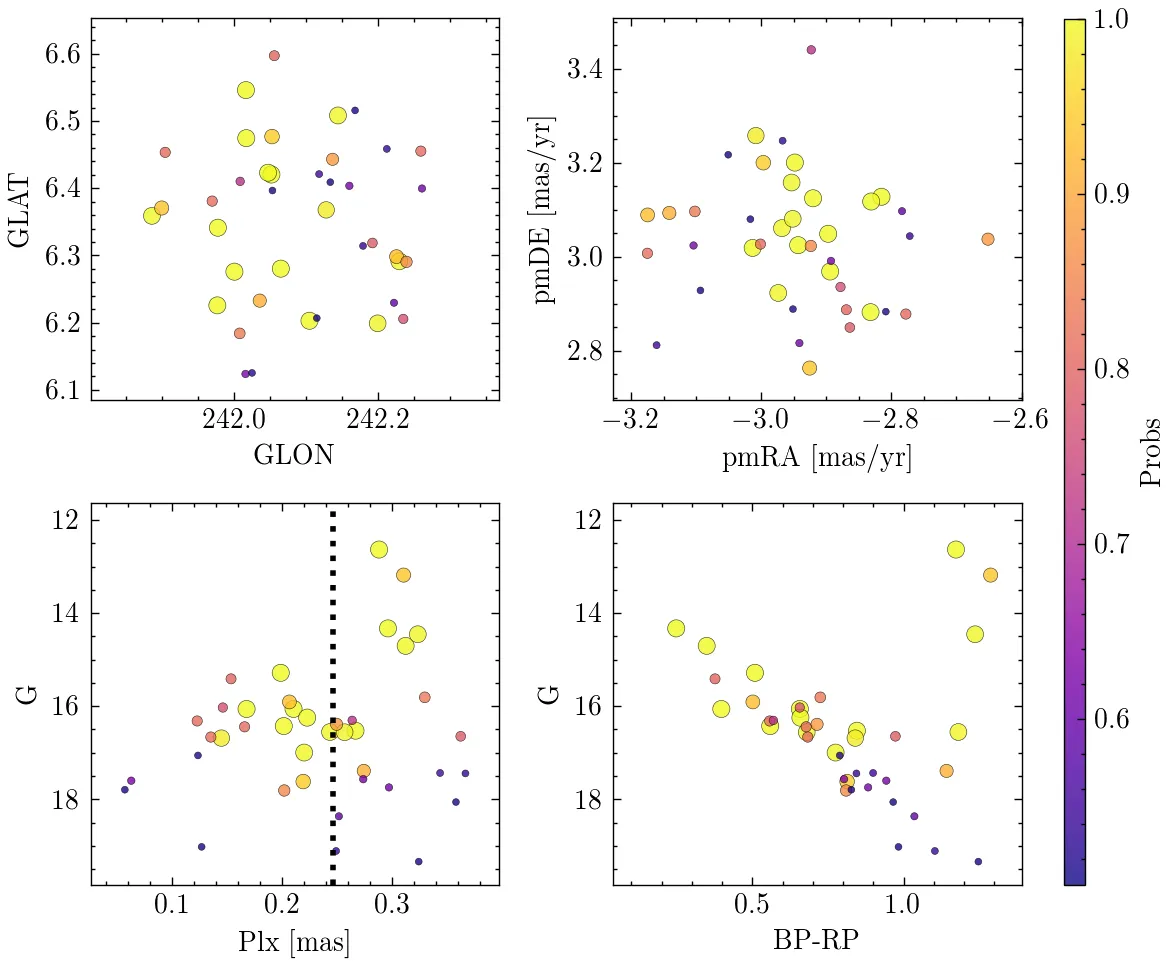 6.6
6.5
6.4
6.3
6.2
6.1
GLAT
242.0 242.2
GLON
3.4
3.2
3.0
2.8
pmDE [mas/yr]
−3.2 −3.0 −2.8 −2.6
pmRA [mas/yr]
12
14
16
18
G
0.1 0.2 0.3
Plx [mas]
12
14
16
18
G
0.5 1.0
BP-RP
1.0
0.9
0.8
0.7
0.6
Probs